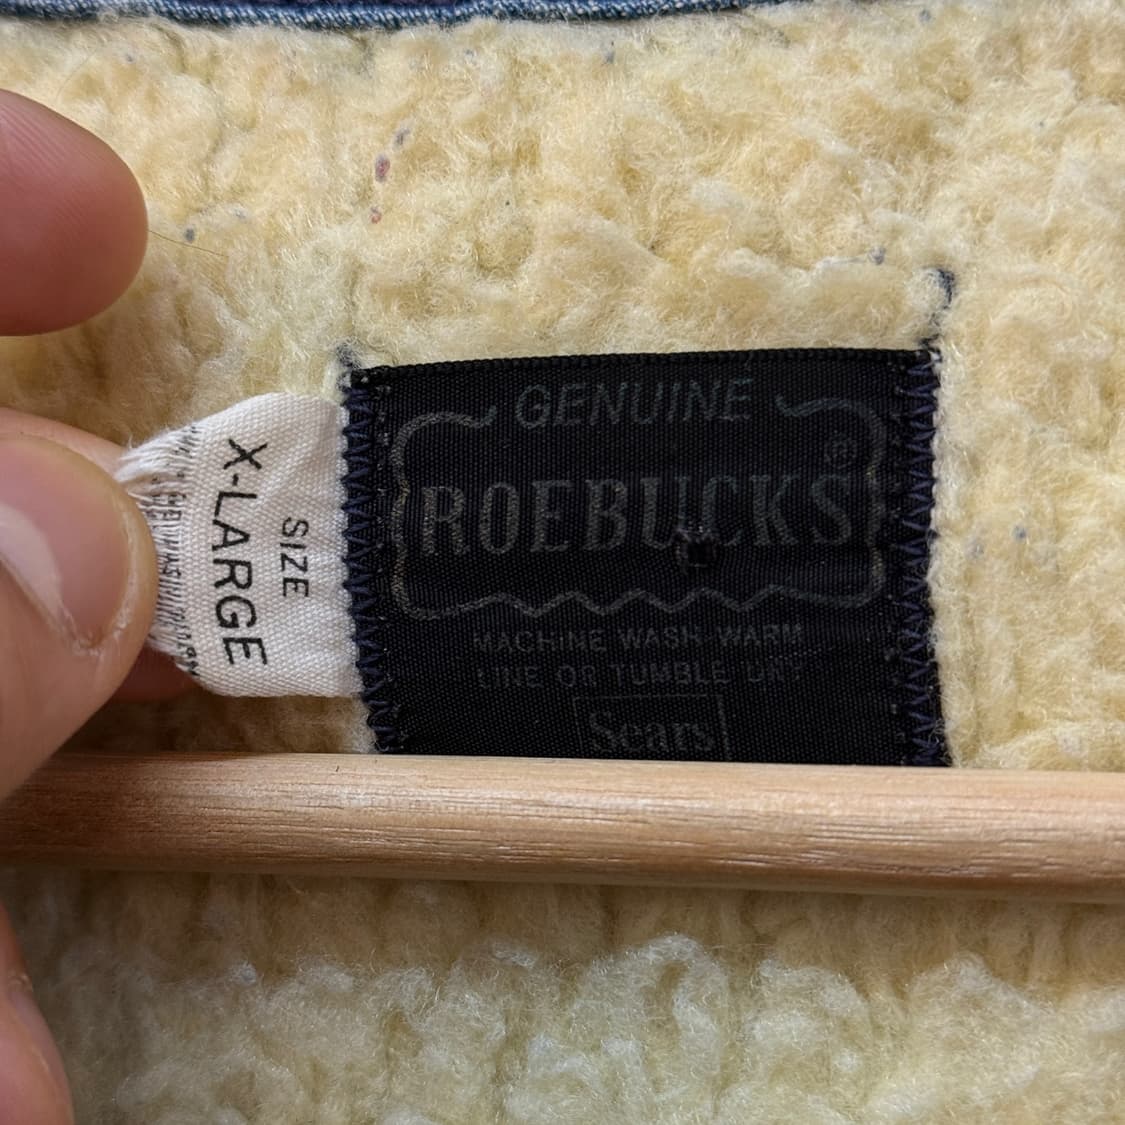 SIZE
X-LARGE
GENUINE
ROEBUCKS®
MACHINE WASH WARM
LINE OR TUMBLE DRY
Sears